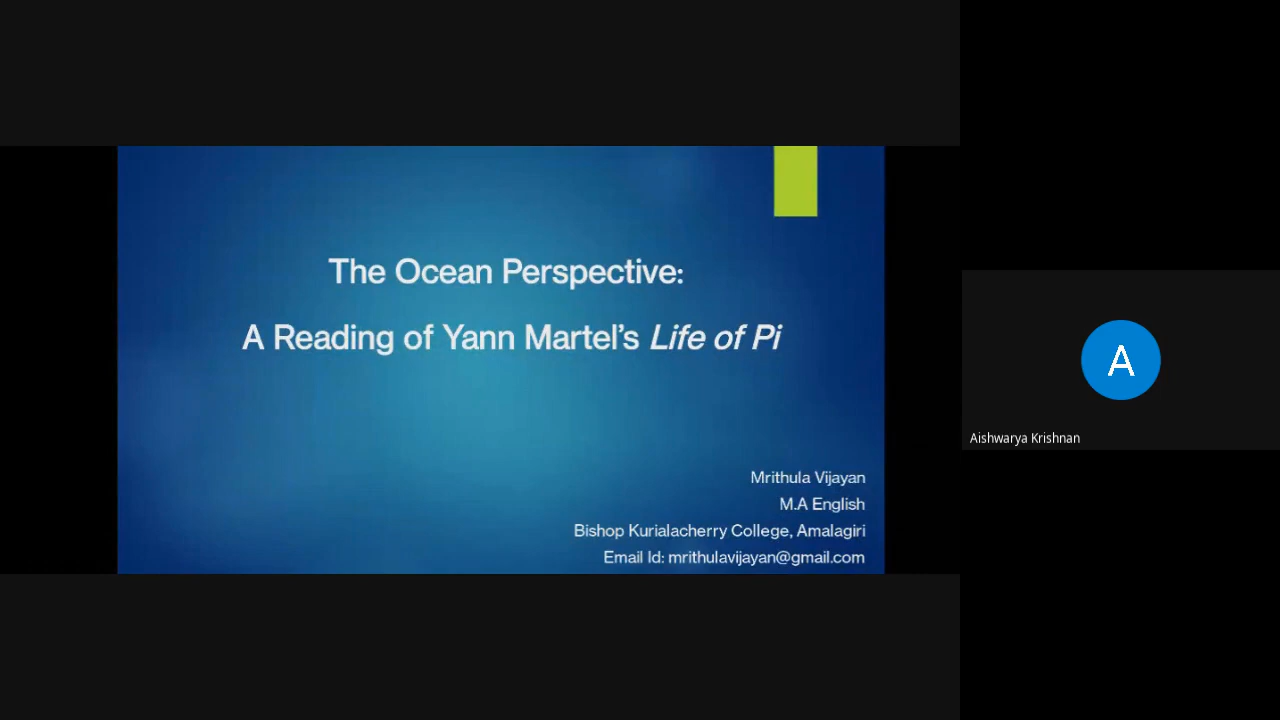 The Ocean Perspective:
A Reading of Yann Martel's Life of Pi
Mrithula Vijayan
M.A English
Bishop Kurialacherry College, Amalagiri
Email Id: mrithulavijayan@gmail.com
A
Aishwarya Krishnan